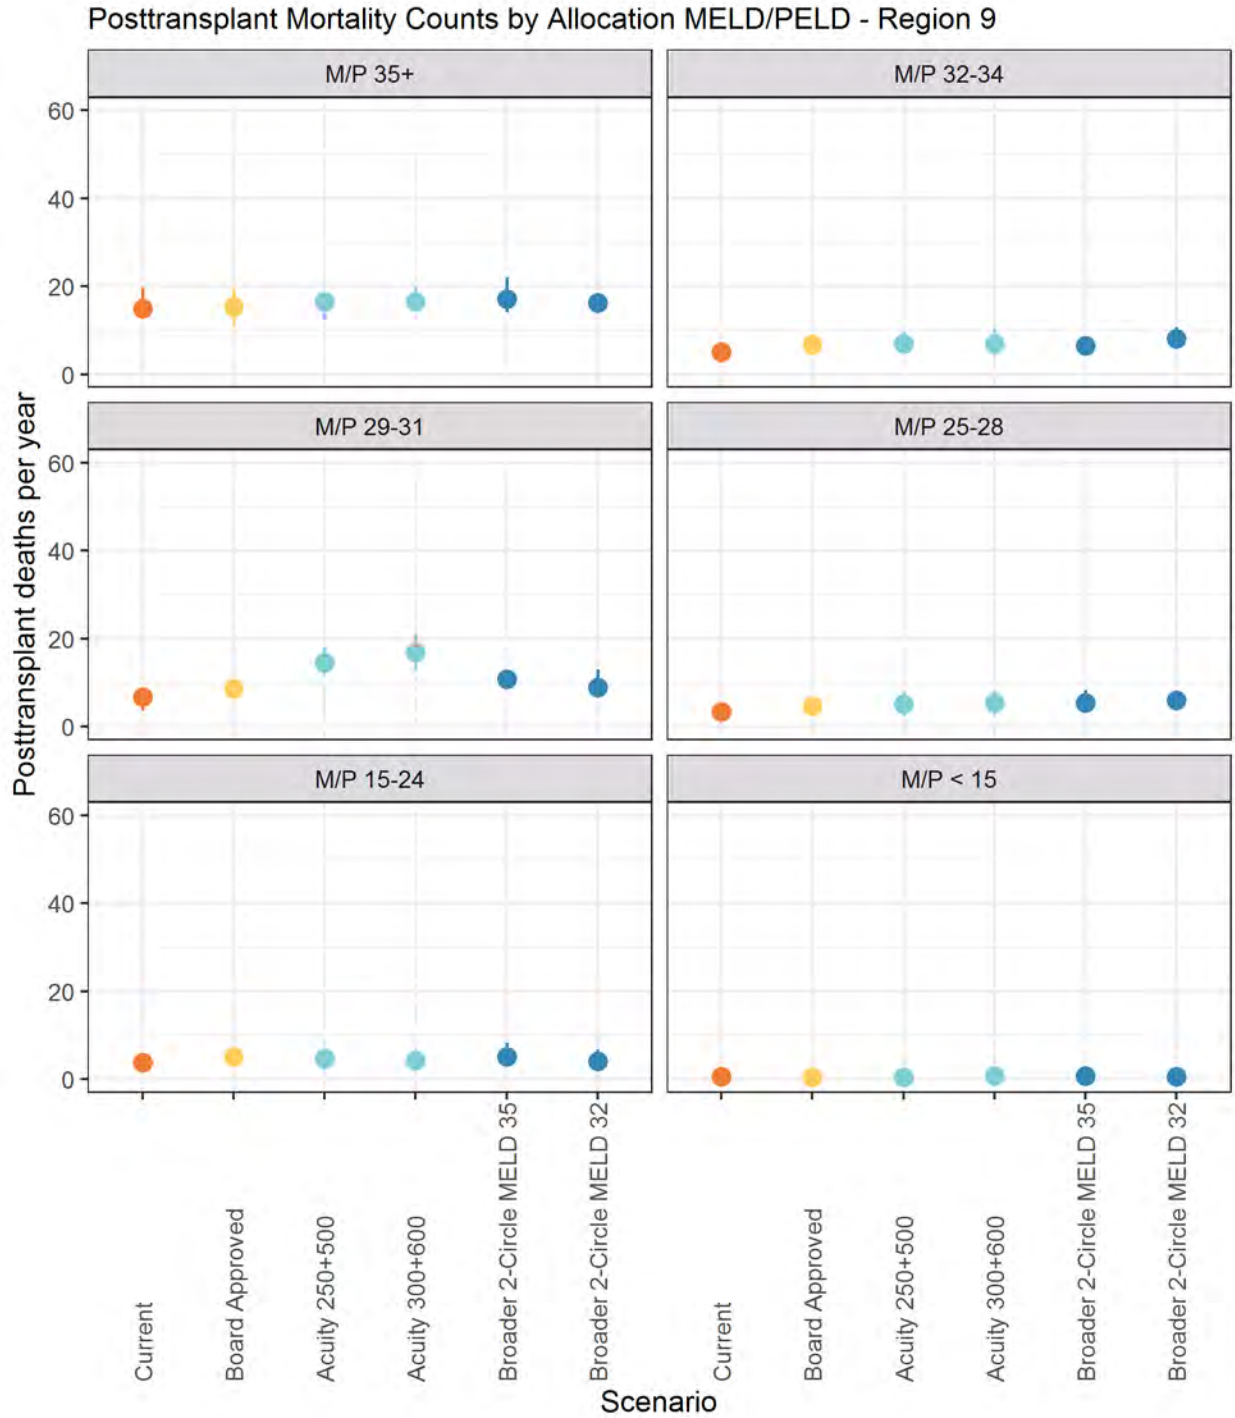 Posttransplant Mortality Counts by Allocation MELD/PELD - Region 9
M/P 35+
M/P 32-34
60
40
20
0
M/P 29-31
M/P 25-28
60
40
20
0
M/P 15-24
M/P < 15
60
40
20
0
Posttransplant deaths per year
Current
Board Approved
Acuity 250+500
Acuity 300+600
Broader 2-Circle MELD 35
Broader 2-Circle MELD 32
Current
Board Approved
Acuity 250+500
Acuity 300+600
Broader 2-Circle MELD 35
Broader 2-Circle MELD 32
Scenario